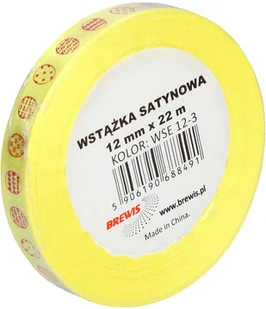 WSTĄŻKA SATYNOWA
12 mm x 22 m
KOLOR: WSE 12-3
5 906190 688491
BREWIS
www.brewis.pl
Made in China.